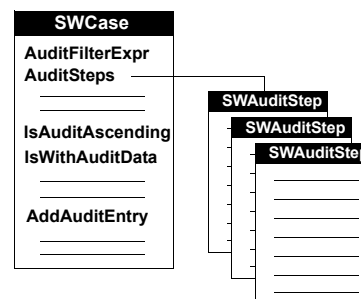 SWCase
AuditFilterExpr
AuditSteps
IsAuditAscending
IsWithAuditData
AddAuditEntry
SWAuditStep
SWAuditStep
SWAuditStep